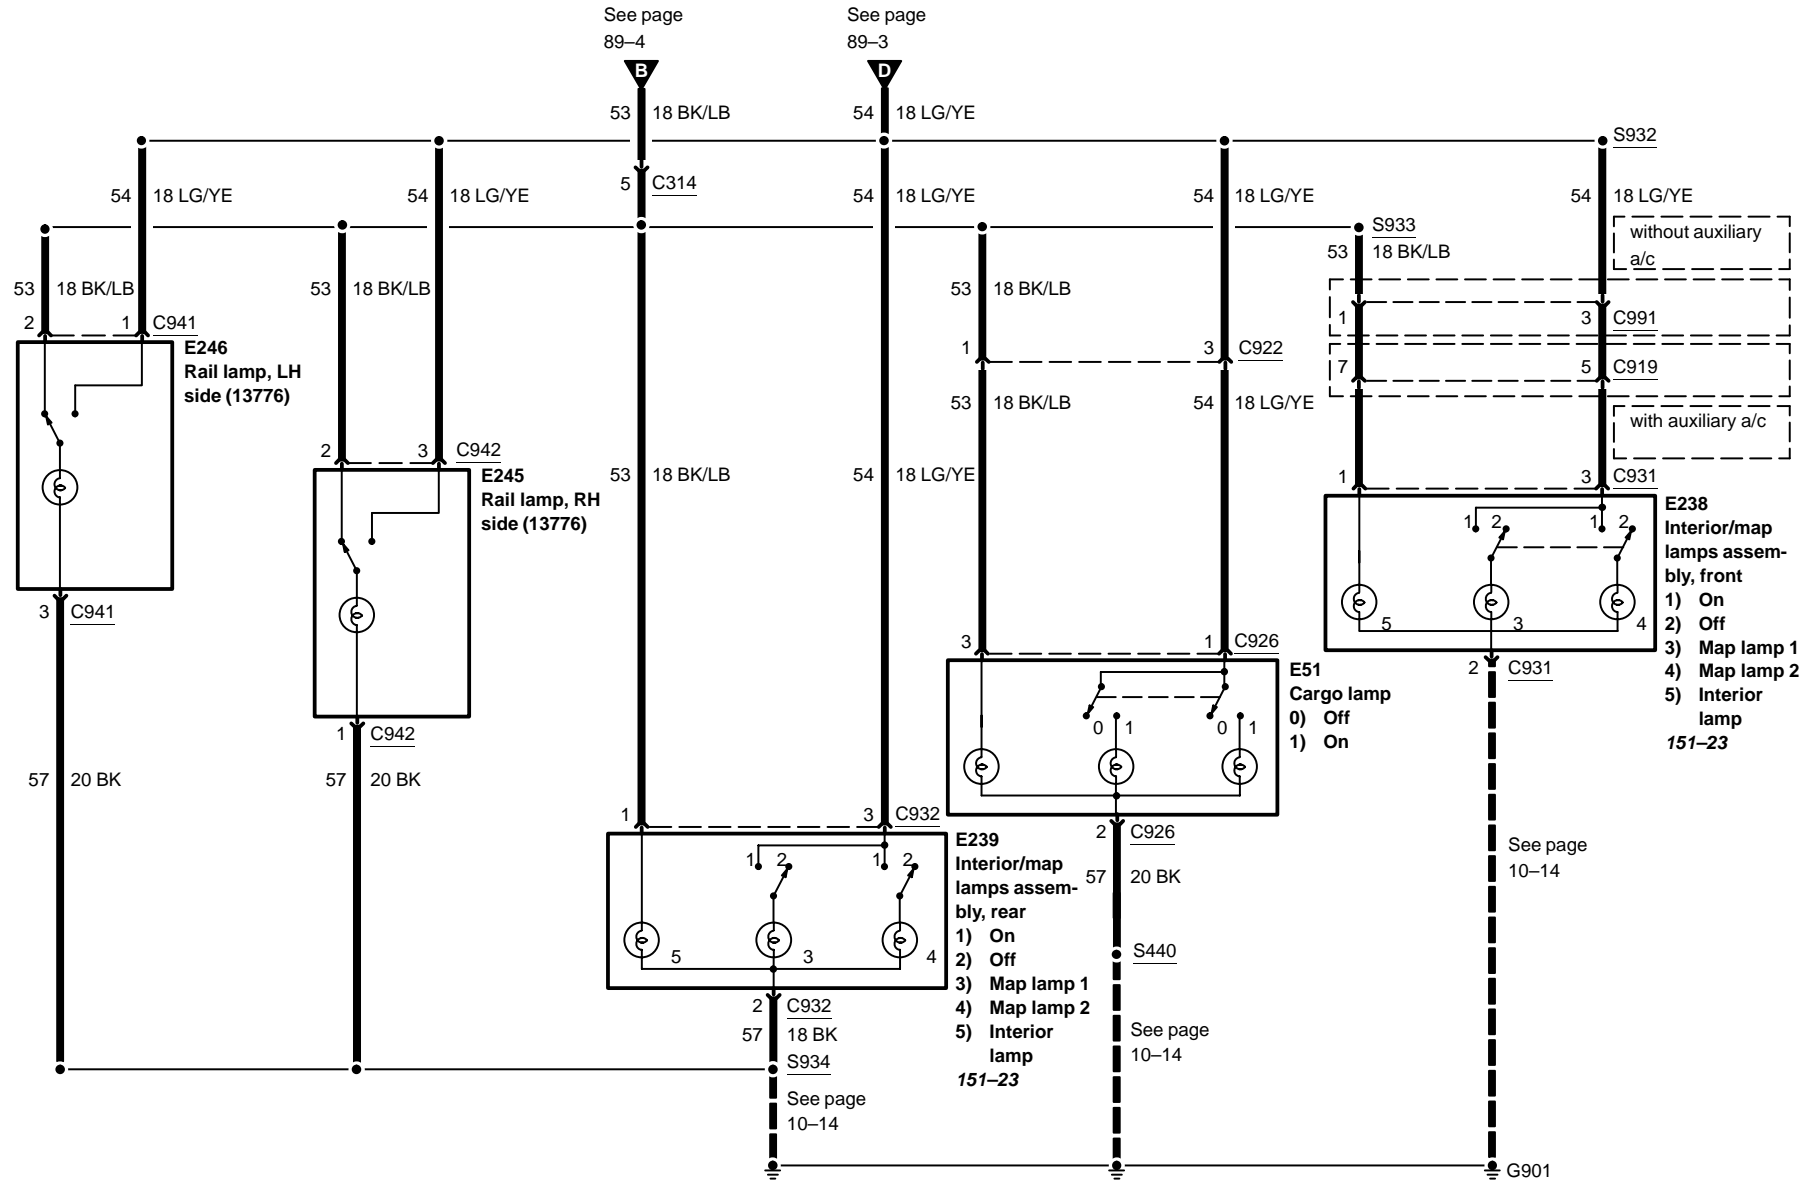 See page
89–4
See page
89–3
B
D
53
18 BK/LB
54
18 LG/YE
S932
5
C314
54
18 LG/YE
54
18 LG/YE
54
18 LG/YE
54
18 LG/YE
54
18 LG/YE
S933
53
18 BK/LB
without auxiliary
a/c
53
18 BK/LB
53
18 BK/LB
53
18 BK/LB
2
1
C941
1
3
C991
E246
Rail lamp, LH
side (13776)
1
3
C922
7
5
C919
53
18 BK/LB
54
18 LG/YE
with auxiliary a/c
2
3
C942
E245
Rail lamp, RH
side (13776)
53
18 BK/LB
54
18 LG/YE
1
3
C931
E238
Interior/map
lamps assem-
bly, front
1) On
2) Off
3) Map lamp 1
4) Map lamp 2
5) Interior
lamp
151–23
1
2
1
2
5
3
4
3
C941
3
1
C926
2
C931
E51
Cargo lamp
0) Off
1) On
0
1
0
1
1
C942
57
20 BK
57
20 BK
1
3
C932
2
C926
E239
Interior/map
lamps assem-
bly, rear
1) On
2) Off
3) Map lamp 1
4) Map lamp 2
5) Interior
lamp
151–23
1
2
1
2
5
3
4
57
20 BK
See page
10–14
S440
2
C932
57
18 BK
See page
10–14
S934
See page
10–14
G901